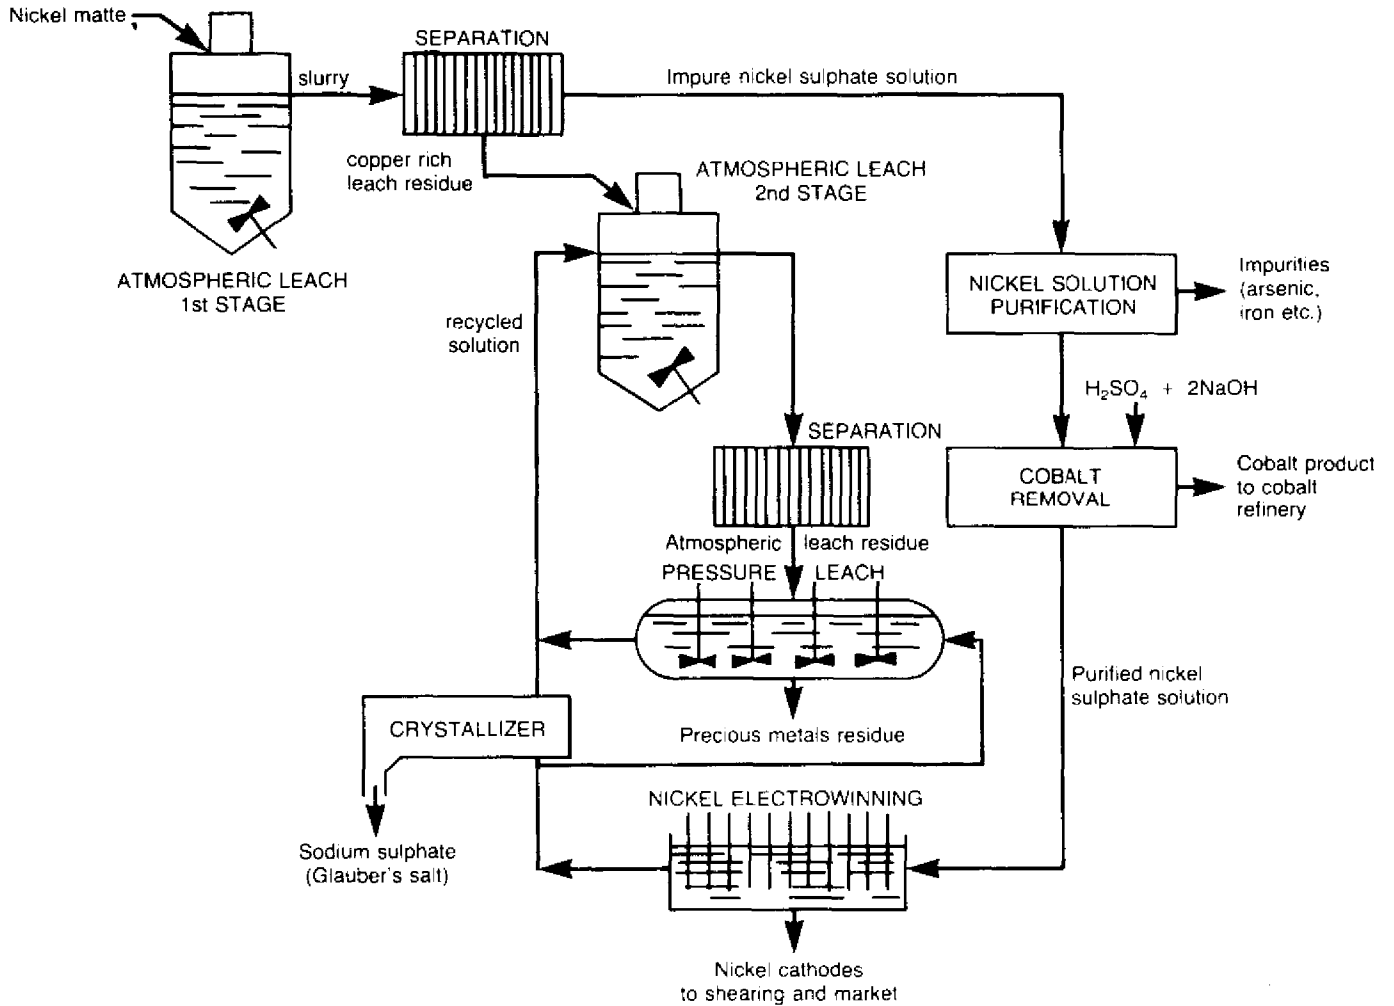 Nickel matte
SEPARATION
slurry
Impure nickel sulphate solution
copper rich
leach residue
ATMOSPHERIC LEACH
2nd STAGE
ATMOSPHERIC LEACH
1st STAGE
recycled
solution
NICKEL SOLUTION
PURIFICATION
Impurities
(arsenic,
iron etc.)
H₂SO₄ + 2NaOH
SEPARATION
COBALT
REMOVAL
Cobalt product
to cobalt
refinery
Atmospheric leach residue
PRESSURE LEACH
Purified nickel
sulphate solution
Precious metals residue
CRYSTALLIZER
NICKEL ELECTROWINNING
Sodium sulphate
(Glauber's salt)
Nickel cathodes
to shearing and market